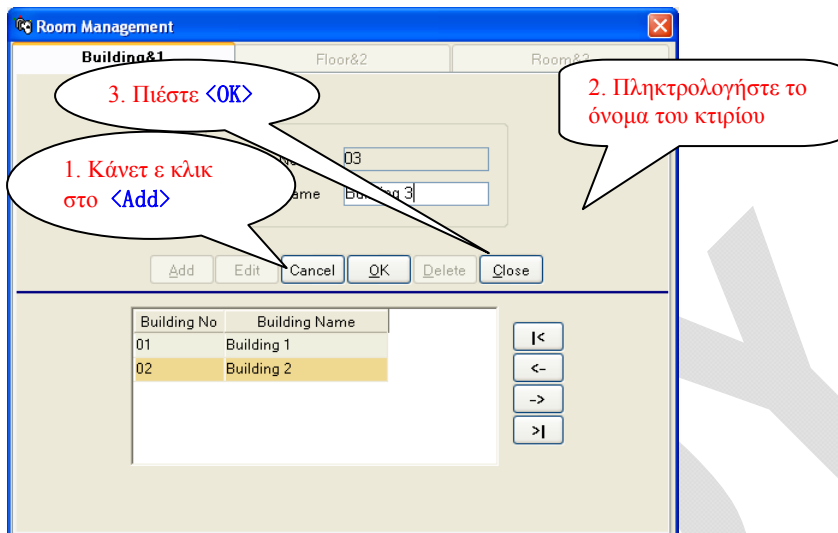 Room Management
Building&1 Floor&2
3. Πιέστε <OK>
2. Πληκτρολογήστε το
όνομα του κτιρίου
03
1. Κάνετ ε κλικ
στο <Add>
Building 3
Add Edit Cancel OK Delete Close
Building No Building Name
01 Building 1
02 Building 2
|<
<-
->
>|